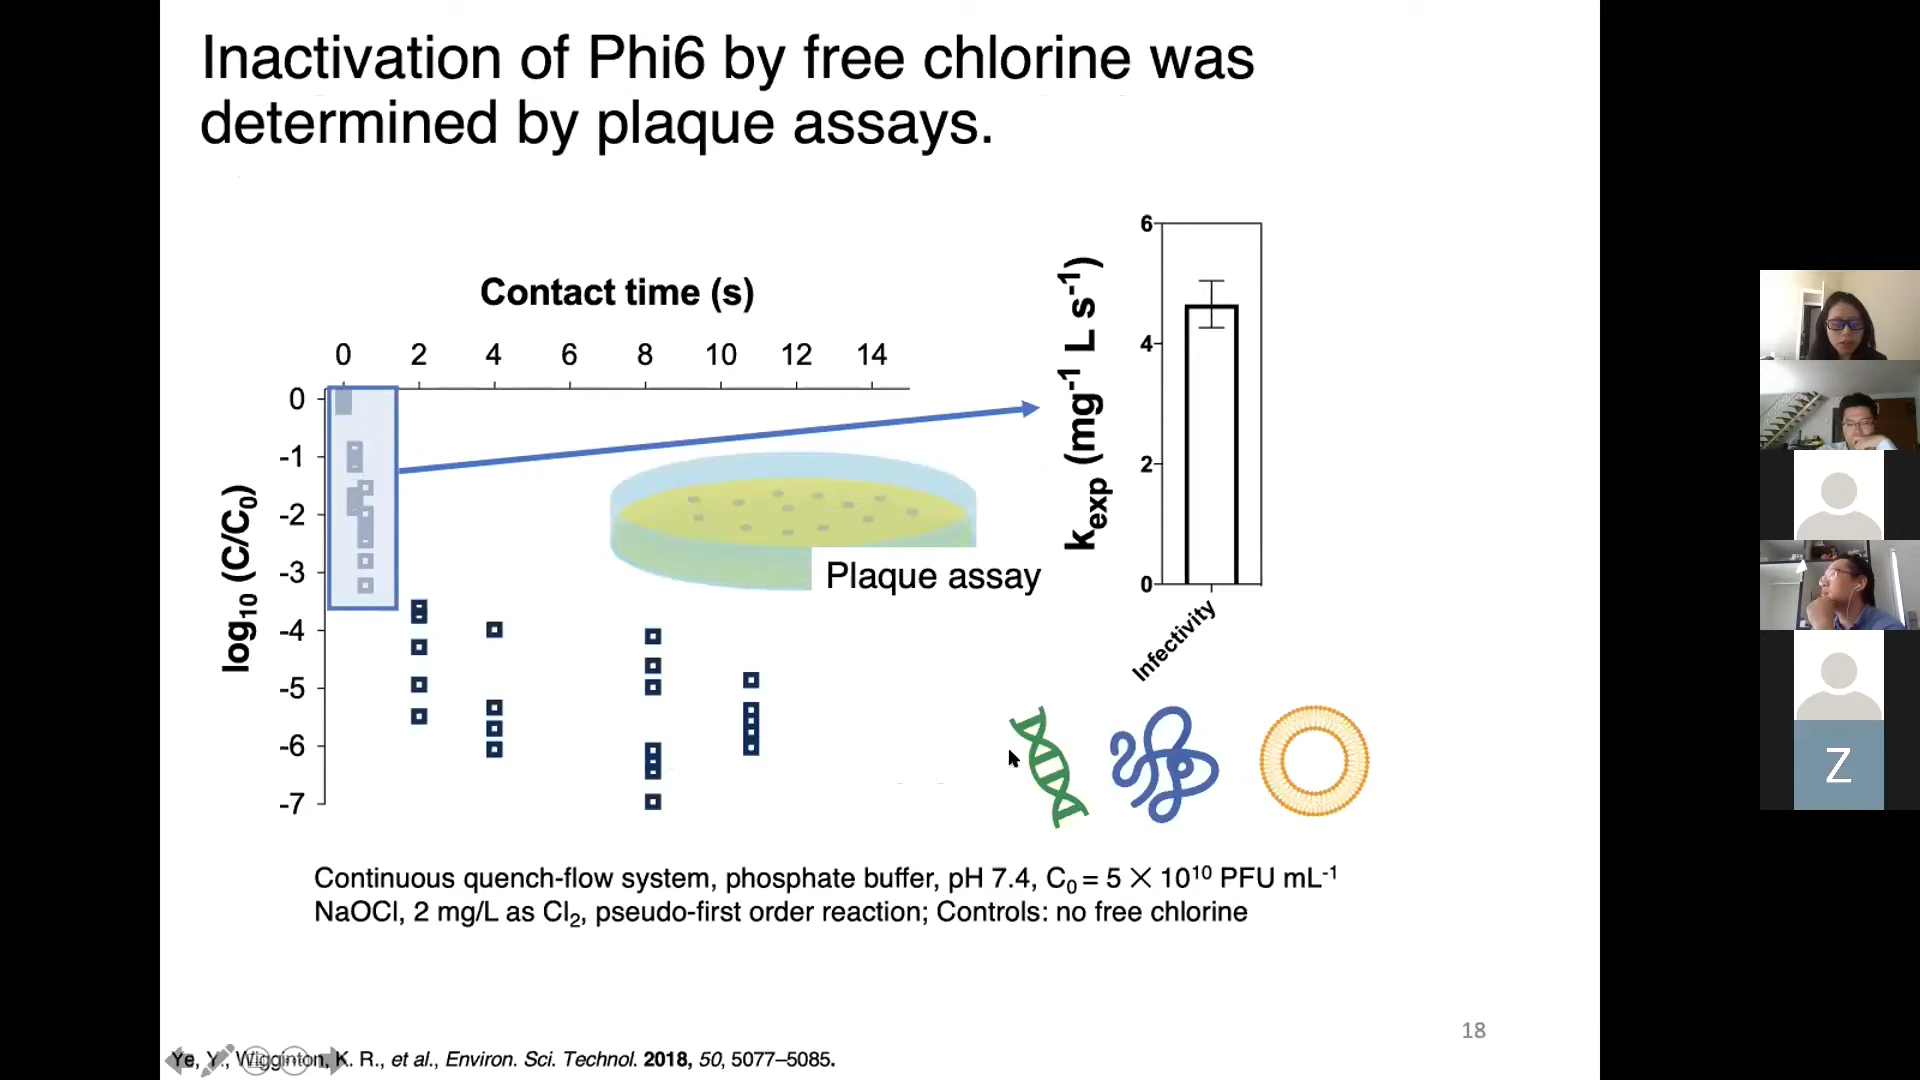 Inactivation of Phi6 by free chlorine was
determined by plaque assays.
Contact time (s)
0 2 4 6 8 10 12 14
0
-1
-2
-3
-4
-5
-6
-7
log10 (C/C0)
Plaque assay
6
4
2
0
kexp (mg-1 L s-1)
Infectivity
Continuous quench-flow system, phosphate buffer, pH 7.4, C0 = 5 × 10^10 PFU mL-1
NaOCl, 2 mg/L as Cl2, pseudo-first order reaction; Controls: no free chlorine
18
Ye, Y., Wigginton, K. R., et al., Environ. Sci. Technol. 2018, 50, 5077–5085.
Z